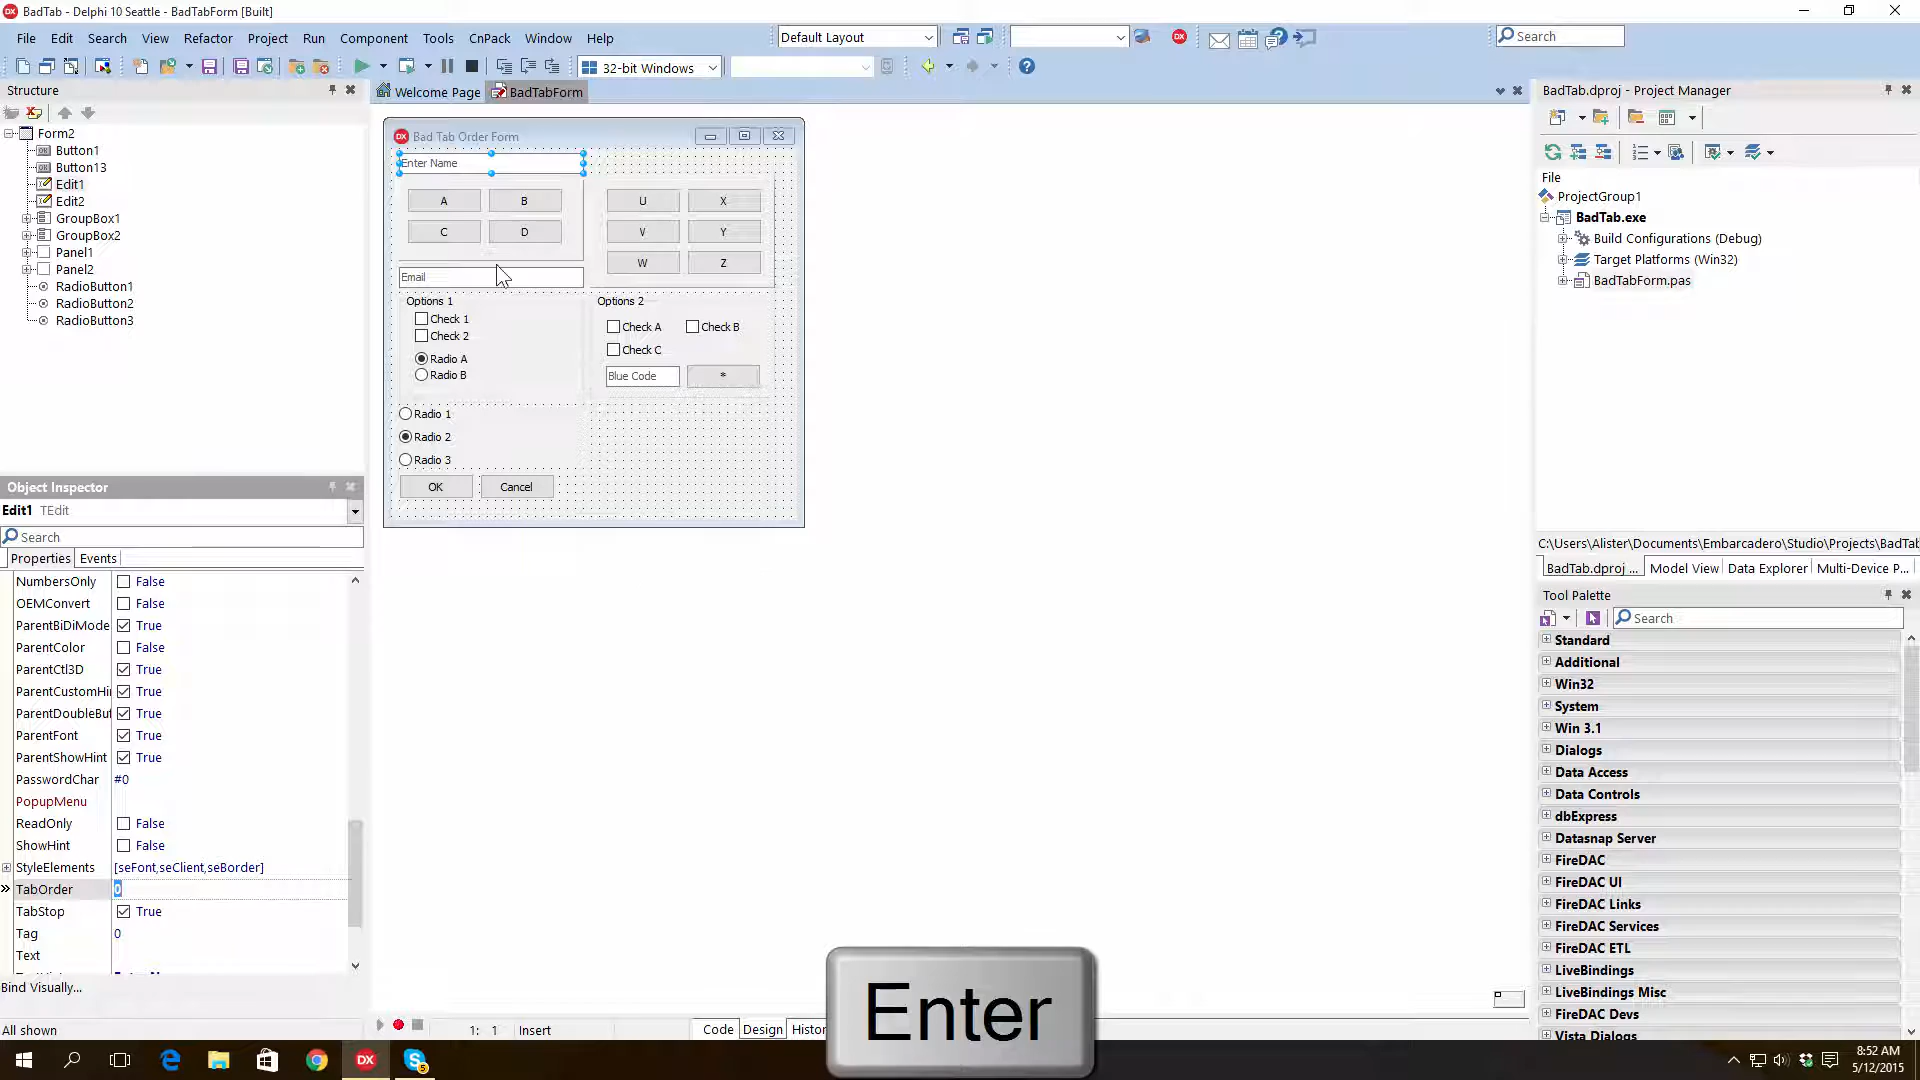 BadTab - Delphi 10 Seattle - BadTabForm [Built]
File Edit Search View Refactor Project Run Component Tools CnPack Window Help
Default Layout
Search
32-bit Windows
Structure
Form2
Button1
Button13
Edit1
Edit2
GroupBox1
GroupBox2
Panel1
Panel2
RadioButton1
RadioButton2
RadioButton3
Object Inspector
Edit1 TEdit
Search
Properties Events
NumbersOnly False
OEMConvert False
ParentBiDiMode True
ParentColor False
ParentCtl3D True
ParentCustomHi True
ParentDoubleBuf True
ParentFont True
ParentShowHint True
PasswordChar #0
PopupMenu
ReadOnly False
ShowHint False
StyleElements [seFont,seClient,seBorder]
TabOrder 0
TabStop True
Tag 0
Text
Bind Visually...
All shown
Welcome Page BadTabForm
Bad Tab Order Form
Enter Name
A B
C D
U X
V Y
W Z
Email
Options 1
Check 1
Check 2
Radio A
Radio B
Options 2
Check A Check B
Check C
Blue Code *
Radio 1
Radio 2
Radio 3
OK Cancel
1: 1 Insert
Code Design Histor
Enter
BadTab.dproj - Project Manager
File
ProjectGroup1
BadTab.exe
Build Configurations (Debug)
Target Platforms (Win32)
BadTabForm.pas
C:\Users\Alister\Documents\Embarcadero\Studio\Projects\BadTab
BadTab.dproj ... Model View Data Explorer Multi-Device P...
Tool Palette
Search
Standard
Additional
Win32
System
Win 3.1
Dialogs
Data Access
Data Controls
dbExpress
Datasnap Server
FireDAC
FireDAC UI
FireDAC Links
FireDAC Services
FireDAC ETL
LiveBindings
LiveBindings Misc
FireDAC Devs
Vista Dialogs
8:52 AM
5/12/2015